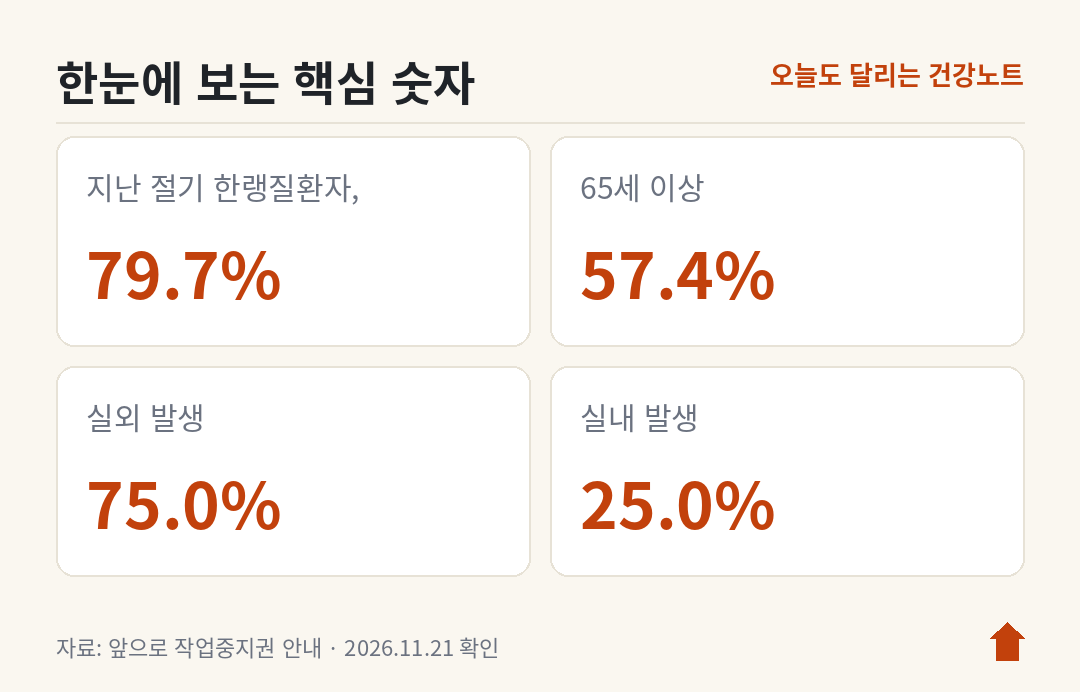 한눈에 보는 핵심 숫자
오늘도 달리는 건강노트
지난 절기 한랭질환자,
79.7%
65세 이상
57.4%
실외 발생
75.0%
실내 발생
25.0%
자료: 앞으로 작업중지권 안내 · 2026.11.21 확인